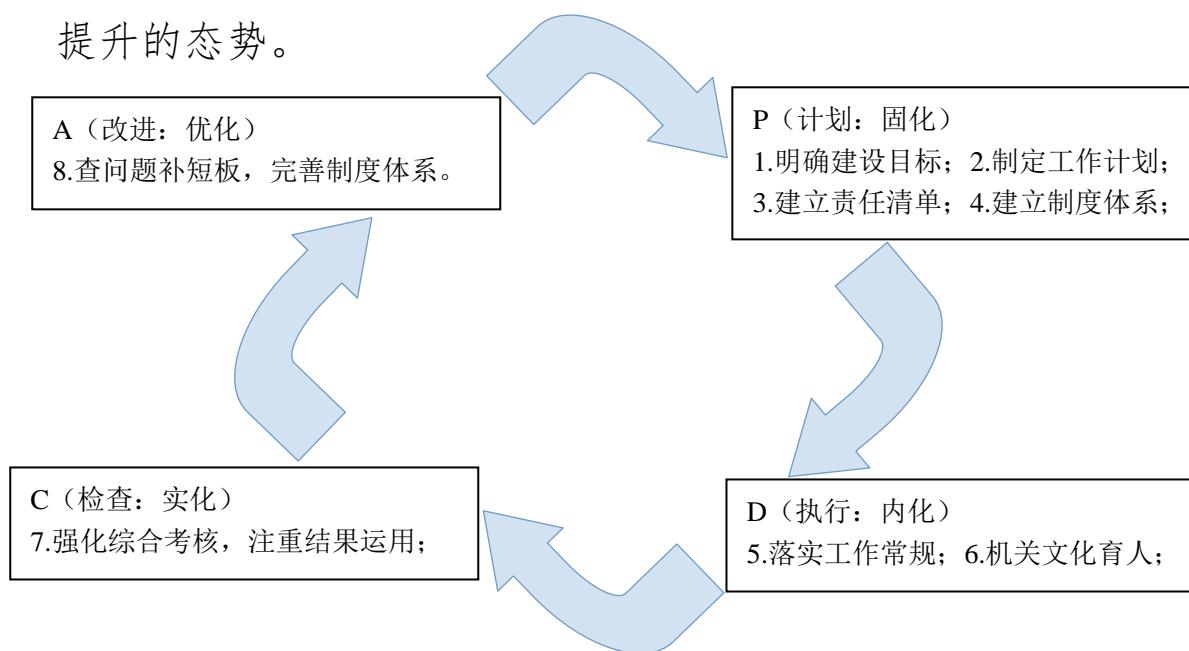 提升的态势。
A（改进：优化）
8.查问题补短板，完善制度体系。
P（计划：固化）
1.明确建设目标；2.制定工作计划；
3.建立责任清单；4.建立制度体系；
C（检查：实化）
7.强化综合考核，注重结果运用；
D（执行：内化）
5.落实工作常规；6.机关文化育人；